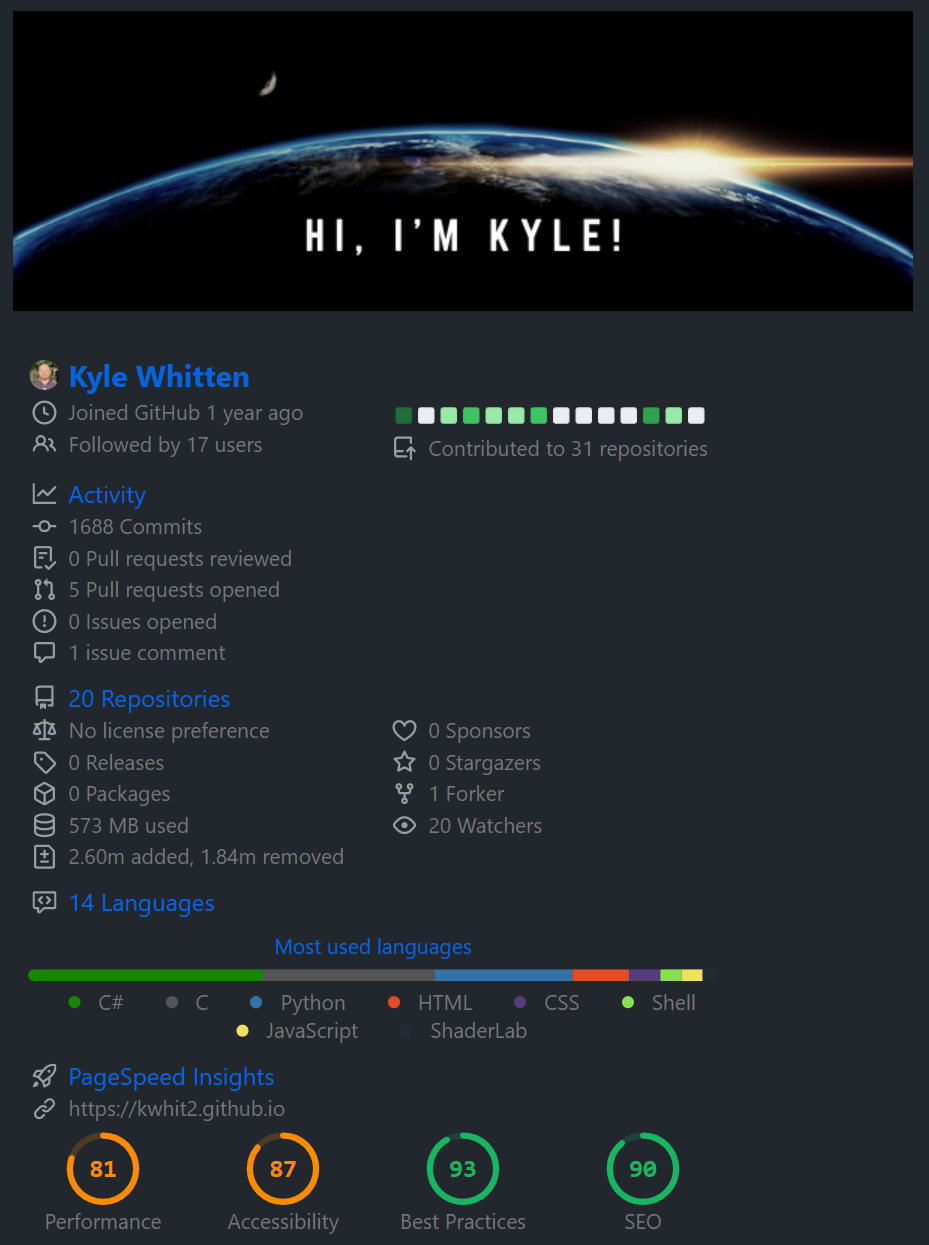 HI, I'M KYLE!
Kyle Whitten
Joined GitHub 1 year ago
Followed by 17 users
Contributed to 31 repositories
Activity
1688 Commits
0 Pull requests reviewed
5 Pull requests opened
0 Issues opened
1 issue comment
20 Repositories
No license preference
0 Releases
0 Packages
573 MB used
2.60m added, 1.84m removed
0 Sponsors
0 Stargazers
1 Forker
20 Watchers
14 Languages
Most used languages
C# C Python HTML CSS Shell
JavaScript ShaderLab
PageSpeed Insights
https://kwhit2.github.io
81 87 93 90
Performance Accessibility Best Practices SEO